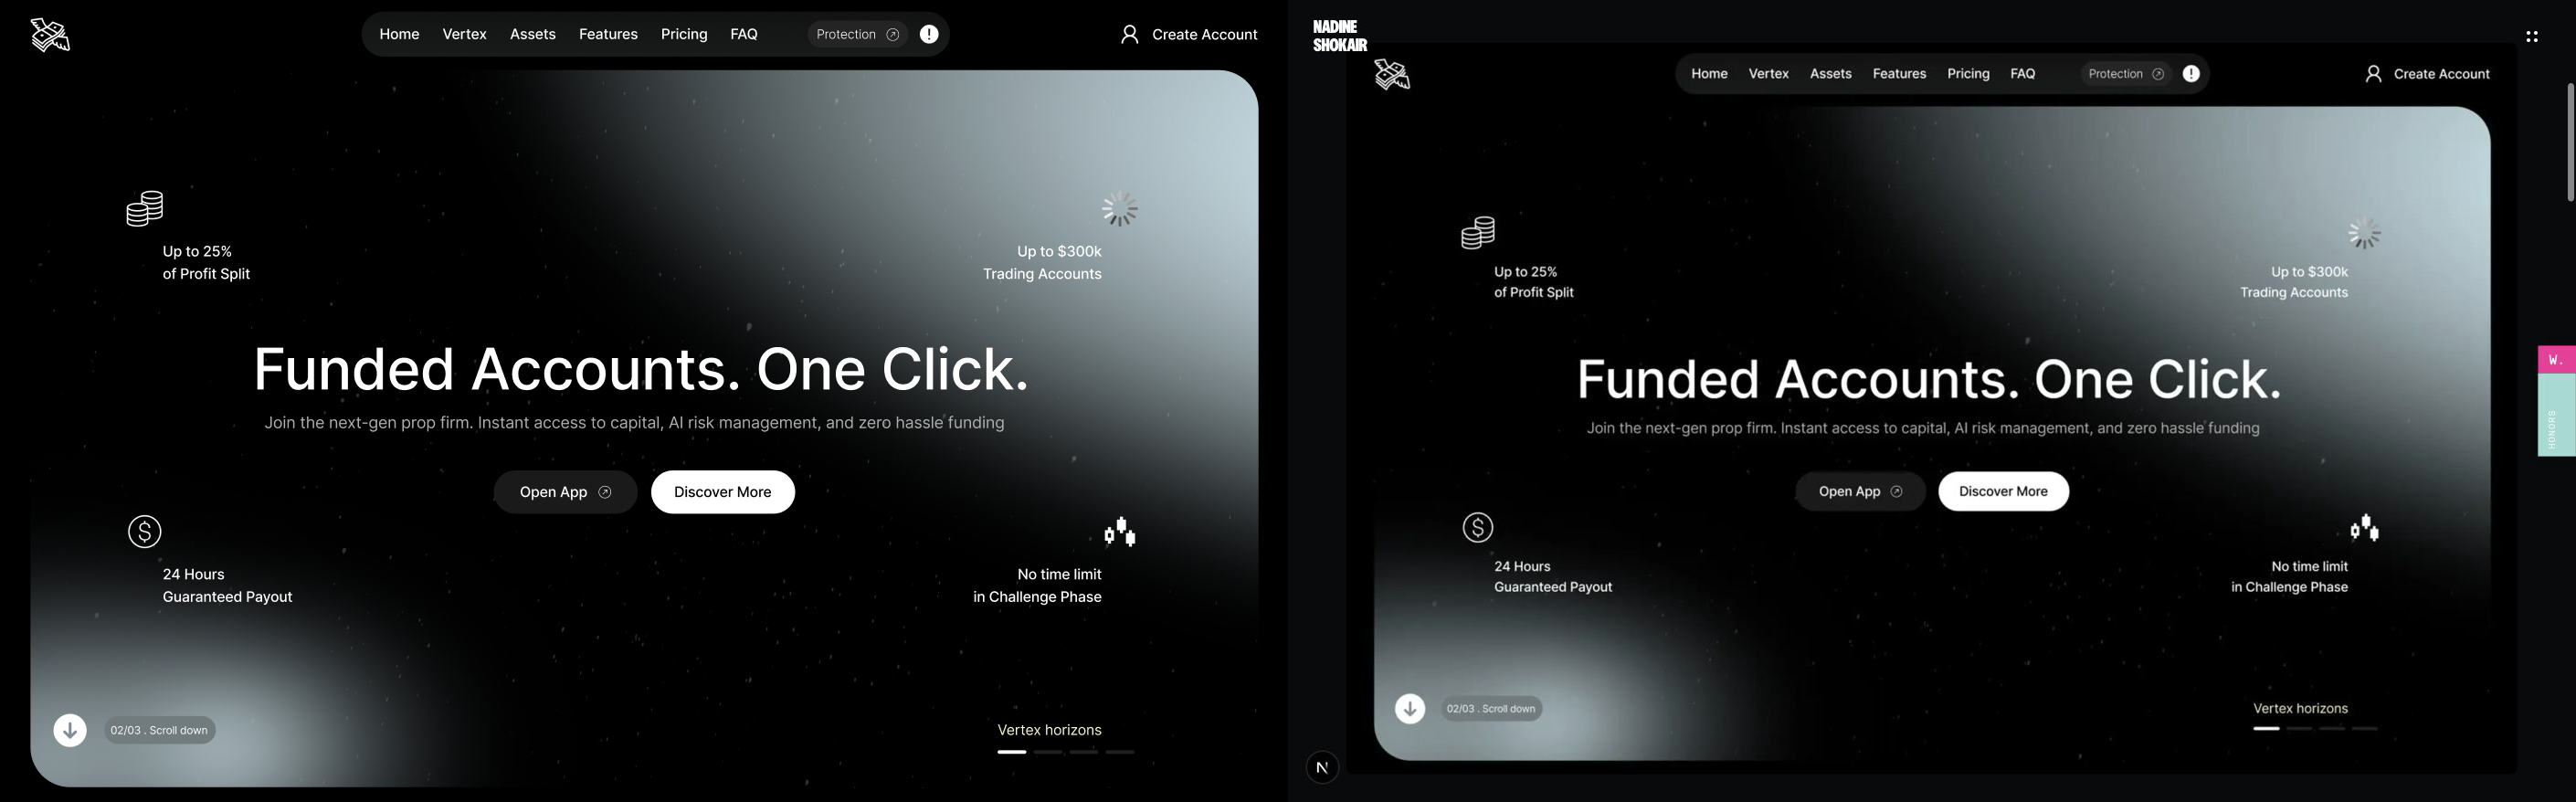 Home Vertex Assets Features Pricing FAQ Protection Create Account
Up to 25%
of Profit Split
Up to $300k
Trading Accounts
Funded Accounts. One Click.
Join the next-gen prop firm. Instant access to capital, AI risk management, and zero hassle funding
Open App Discover More
24 Hours
Guaranteed Payout
No time limit
in Challenge Phase
02/03 . Scroll down
Vertex horizons
NADINE
SHOKAIR
Home Vertex Assets Features Pricing FAQ Protection Create Account
Up to 25%
of Profit Split
Up to $300k
Trading Accounts
Funded Accounts. One Click.
Join the next-gen prop firm. Instant access to capital, AI risk management, and zero hassle funding
Open App Discover More
24 Hours
Guaranteed Payout
No time limit
in Challenge Phase
02/03 . Scroll down
Vertex horizons
N
W.
HONORS